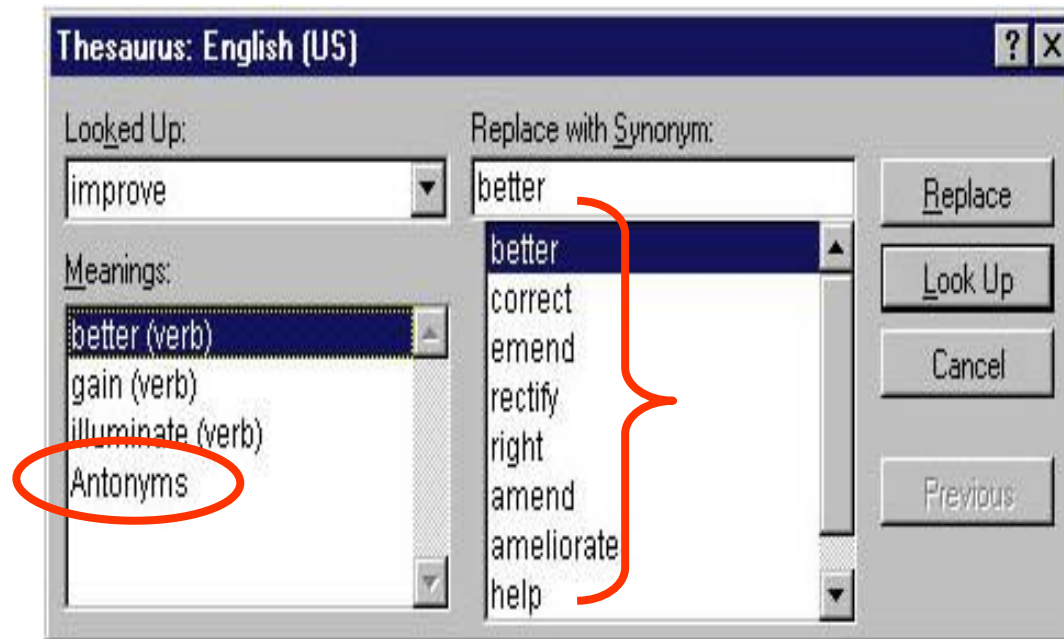 Thesaurus: English (US)
? X
Looked Up:
improve
Meanings:
better (verb)
gain (verb)
illuminate (verb)
Antonyms
Replace with Synonym:
better
better
correct
emend
rectify
right
amend
ameliorate
help
Replace
Look Up
Cancel
Previous